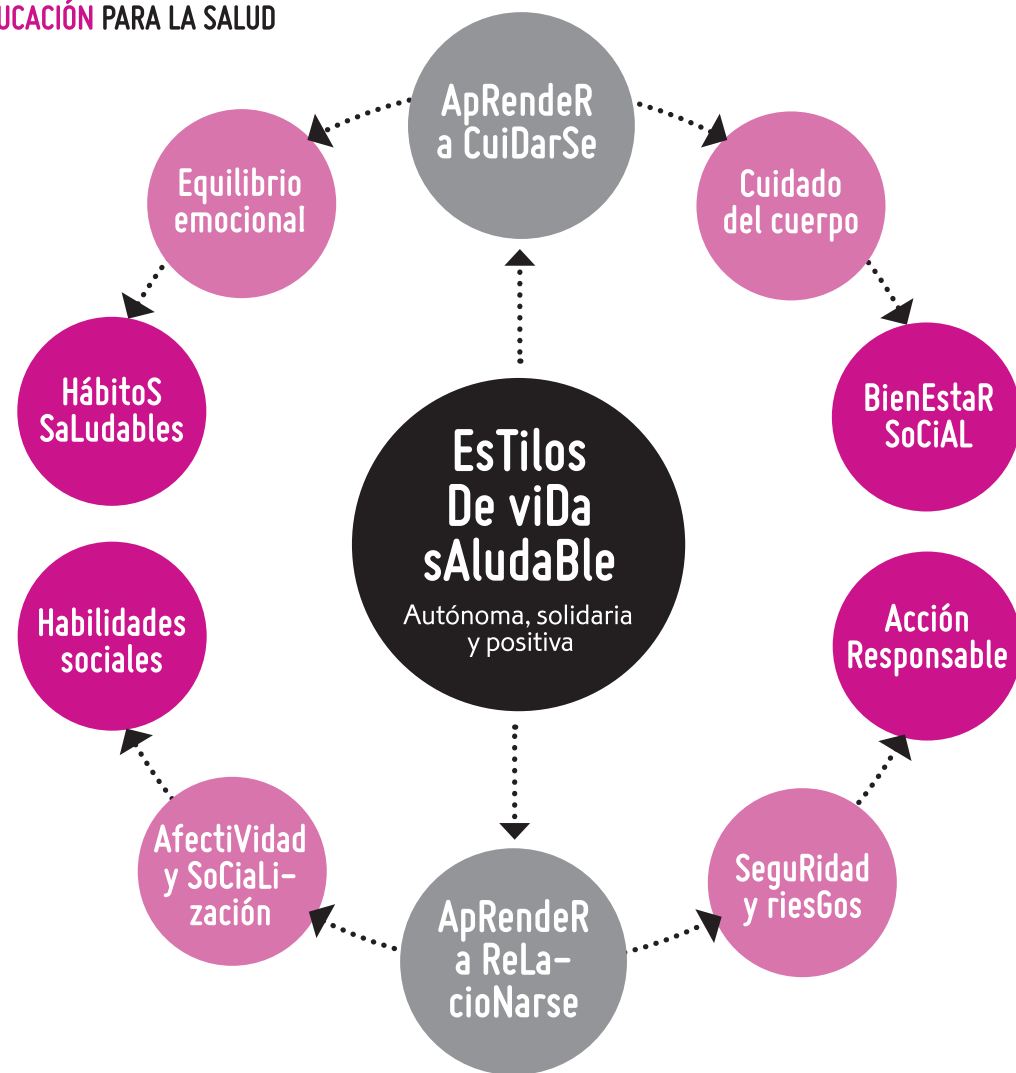 UCACIÓN PARA LA SALUD
ApRendeR
a CuiDarSe
Equilibrio
emocional
Cuidado
del cuerpo
HábitoS
SaLudables
BienEstaR
SoCiAL
EsTilos
De viDa
sAludaBle
Autónoma, solidaria
y positiva
Habilidades
sociales
Acción
Responsable
AfectiVidad
y SoCiaLi-
zación
SeguRidad
y riesGos
ApRendeR
a ReLa-
cioNarse